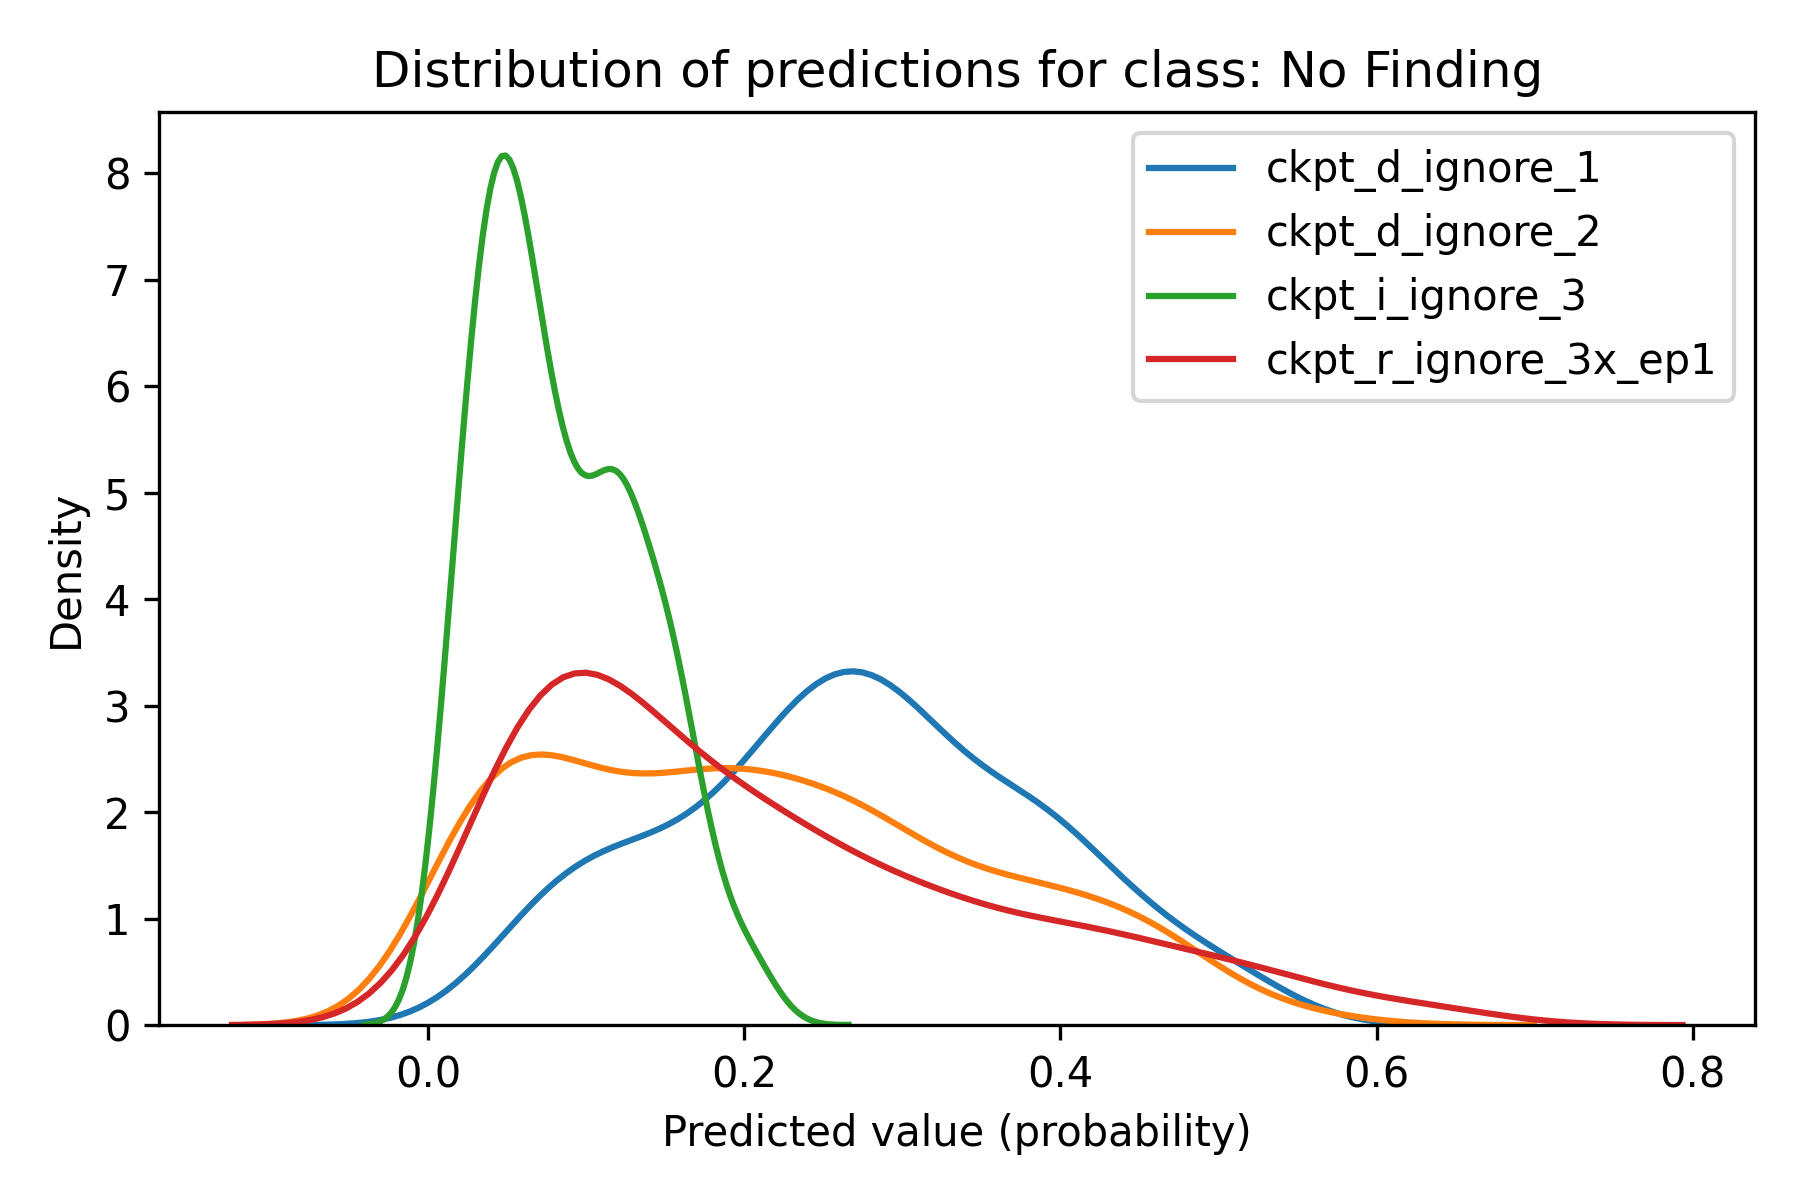 Distribution of predictions for class: No Finding
ckpt_d_ignore_1
ckpt_d_ignore_2
ckpt_i_ignore_3
ckpt_r_ignore_3x_ep1
8
7
6
5
4
3
2
1
0
Density
0.0 0.2 0.4 0.6 0.8
Predicted value (probability)